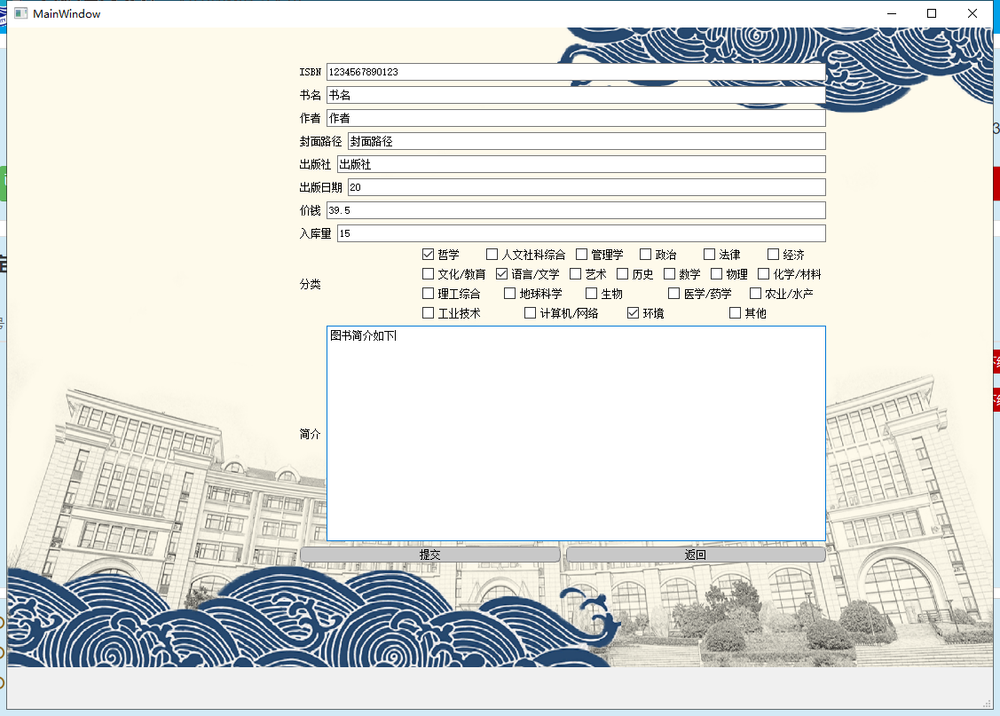 MainWindow
ISBN 1234567890123
书名 书名
作者 作者
封面路径 封面路径
出版社 出版社
出版日期 20
价钱 39.5
入库量 15
哲学 人文社科综合 管理学 政治 法律 经济
文化/教育 语言/文学 艺术 历史 数学 物理 化学/材料
分类
理工综合 地球科学 生物 医学/药学 农业/水产
工业技术 计算机/网络 环境 其他
图书简介如下
简介
提交 返回